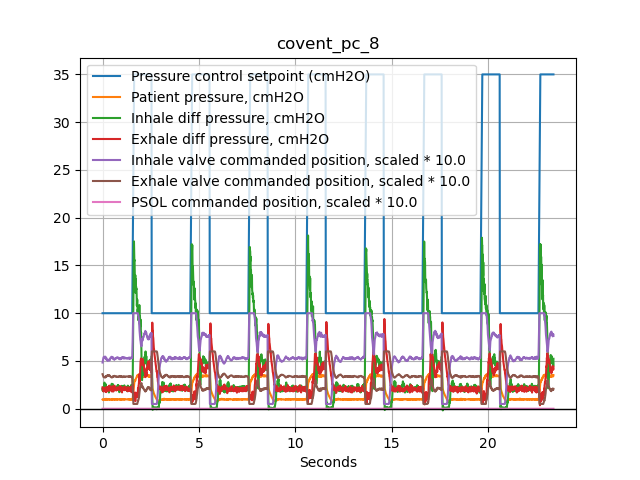 covent_pc_8
35
30
25
20
15
10
5
0
Pressure control setpoint (cmH2O)
Patient pressure, cmH2O
Inhale diff pressure, cmH2O
Exhale diff pressure, cmH2O
Inhale valve commanded position, scaled * 10.0
Exhale valve commanded position, scaled * 10.0
PSOL commanded position, scaled * 10.0
0 5 10 15 20
Seconds